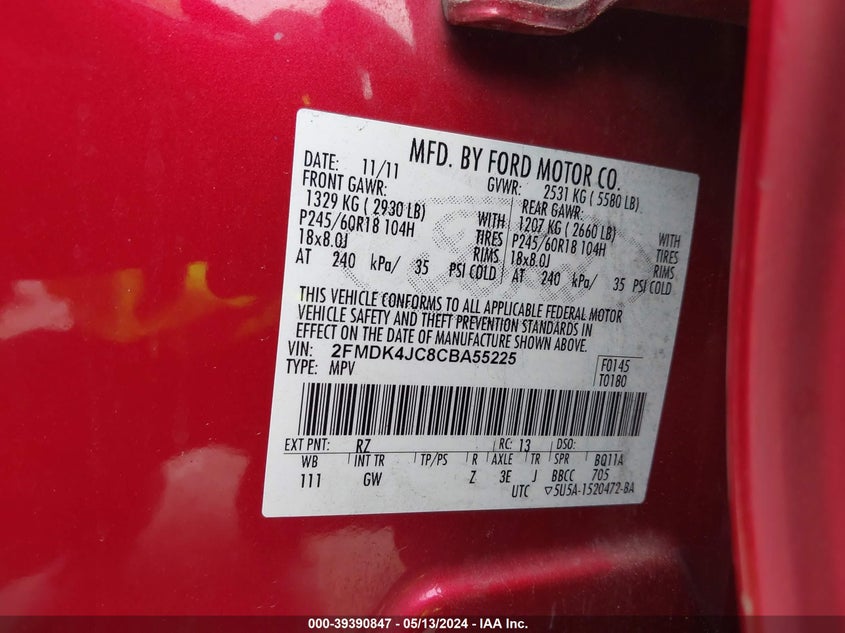 MFD. BY FORD MOTOR CO.
DATE: 11/11 GVWR: 2531 KG ( 5580 LB)
FRONT GAWR: REAR GAWR:
1329 KG ( 2930 LB) WITH 1207 KG ( 2660 LB) WITH
P245/60R18 104H TIRES P245/60R18 104H TIRES
18x8.0J RIMS 18x8.0J RIMS
AT 240 kPa/ 35 PSI COLD AT 240 kPa/ 35 PSI COLD
THIS VEHICLE CONFORMS TO ALL APPLICABLE FEDERAL MOTOR
VEHICLE SAFETY AND THEFT PREVENTION STANDARDS IN
EFFECT ON THE DATE OF MANUFACTURE SHOWN ABOVE.
VIN: 2FMDK4JC8CBA55225 F0145
TYPE: MPV T0180
EXT PNT: RZ RC: 13 DSO:
WB INT TR TP/PS R AXLE TR SPR BQ11A
111 GW Z 3E J BBCC 705
UTC ▽5U5A-1520472-BA
000-39390847 - 05/13/2024 - IAA Inc.